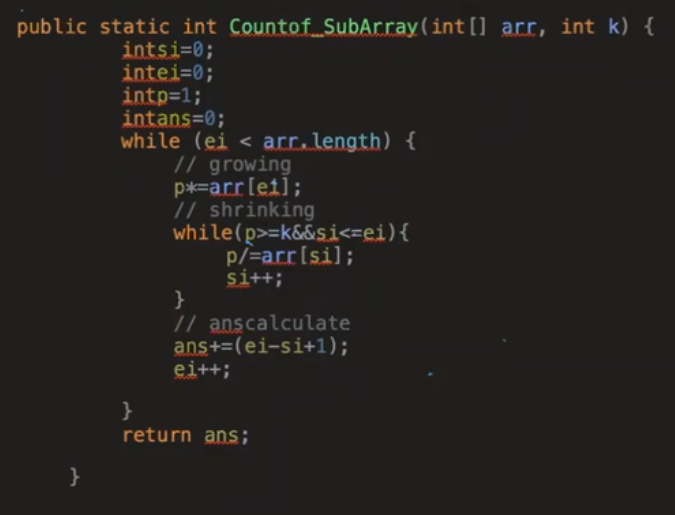 public static int Countof_SubArray(int[] arr, int k) {
intsi=0;
intei=0;
intp=1;
intans=0;
while (ei < arr.length) {
// growing
p*=arr[ei];
// shrinking
while(p>=k&&si<=ei){
p/=arr[si];
si++;
}
// anscalculate
ans+=(ei-si+1);
ei++;
}
return ans;
}